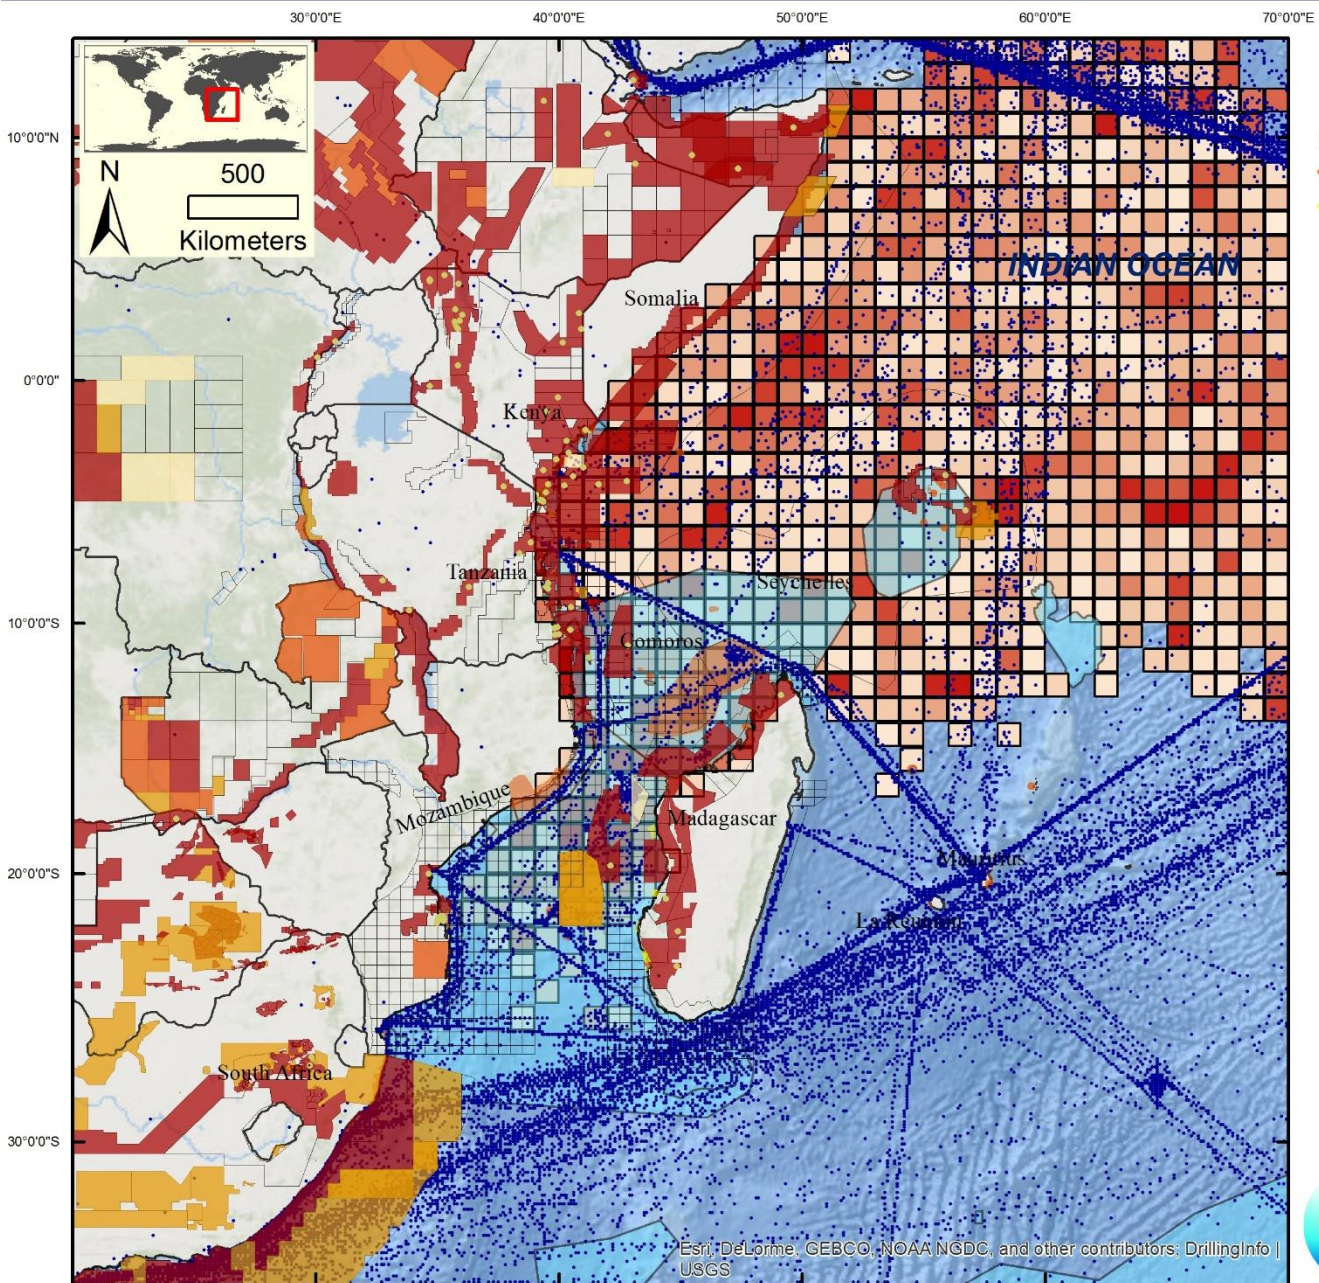 30°0'0"E 40°0'0"E 50°0'0"E 60°0'0"E 70°0'0"E
N
500
Kilometers
10°0'0"N
INDIAN OCEAN
Somalia
0°0'0"
Kenya
Tanzania
Seychelles
10°0'0"S
Comoros
Mozambique
Madagascar
Mauritius
20°0'0"S
La Réunion
South Africa
30°0'0"S
Esri, DeLorme, GEBCO, NOAA NGDC, and other contributors; DrillingInfo |
USGS